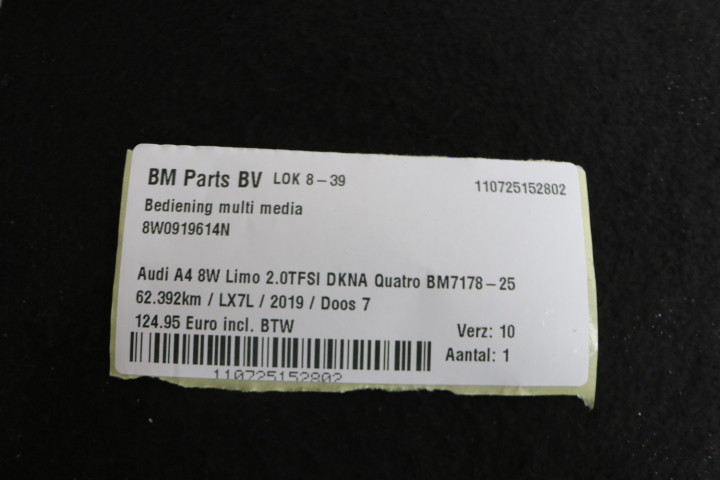 BM Parts BV LOK 8-39 110725152802
Bediening multi media
8W0919614N
Audi A4 8W Limo 2.0TFSI DKNA Quatro BM7178-25
62.392km / LX7L / 2019 / Doos 7
124.95 Euro incl. BTW Verz: 10
Aantal: 1
110725152802